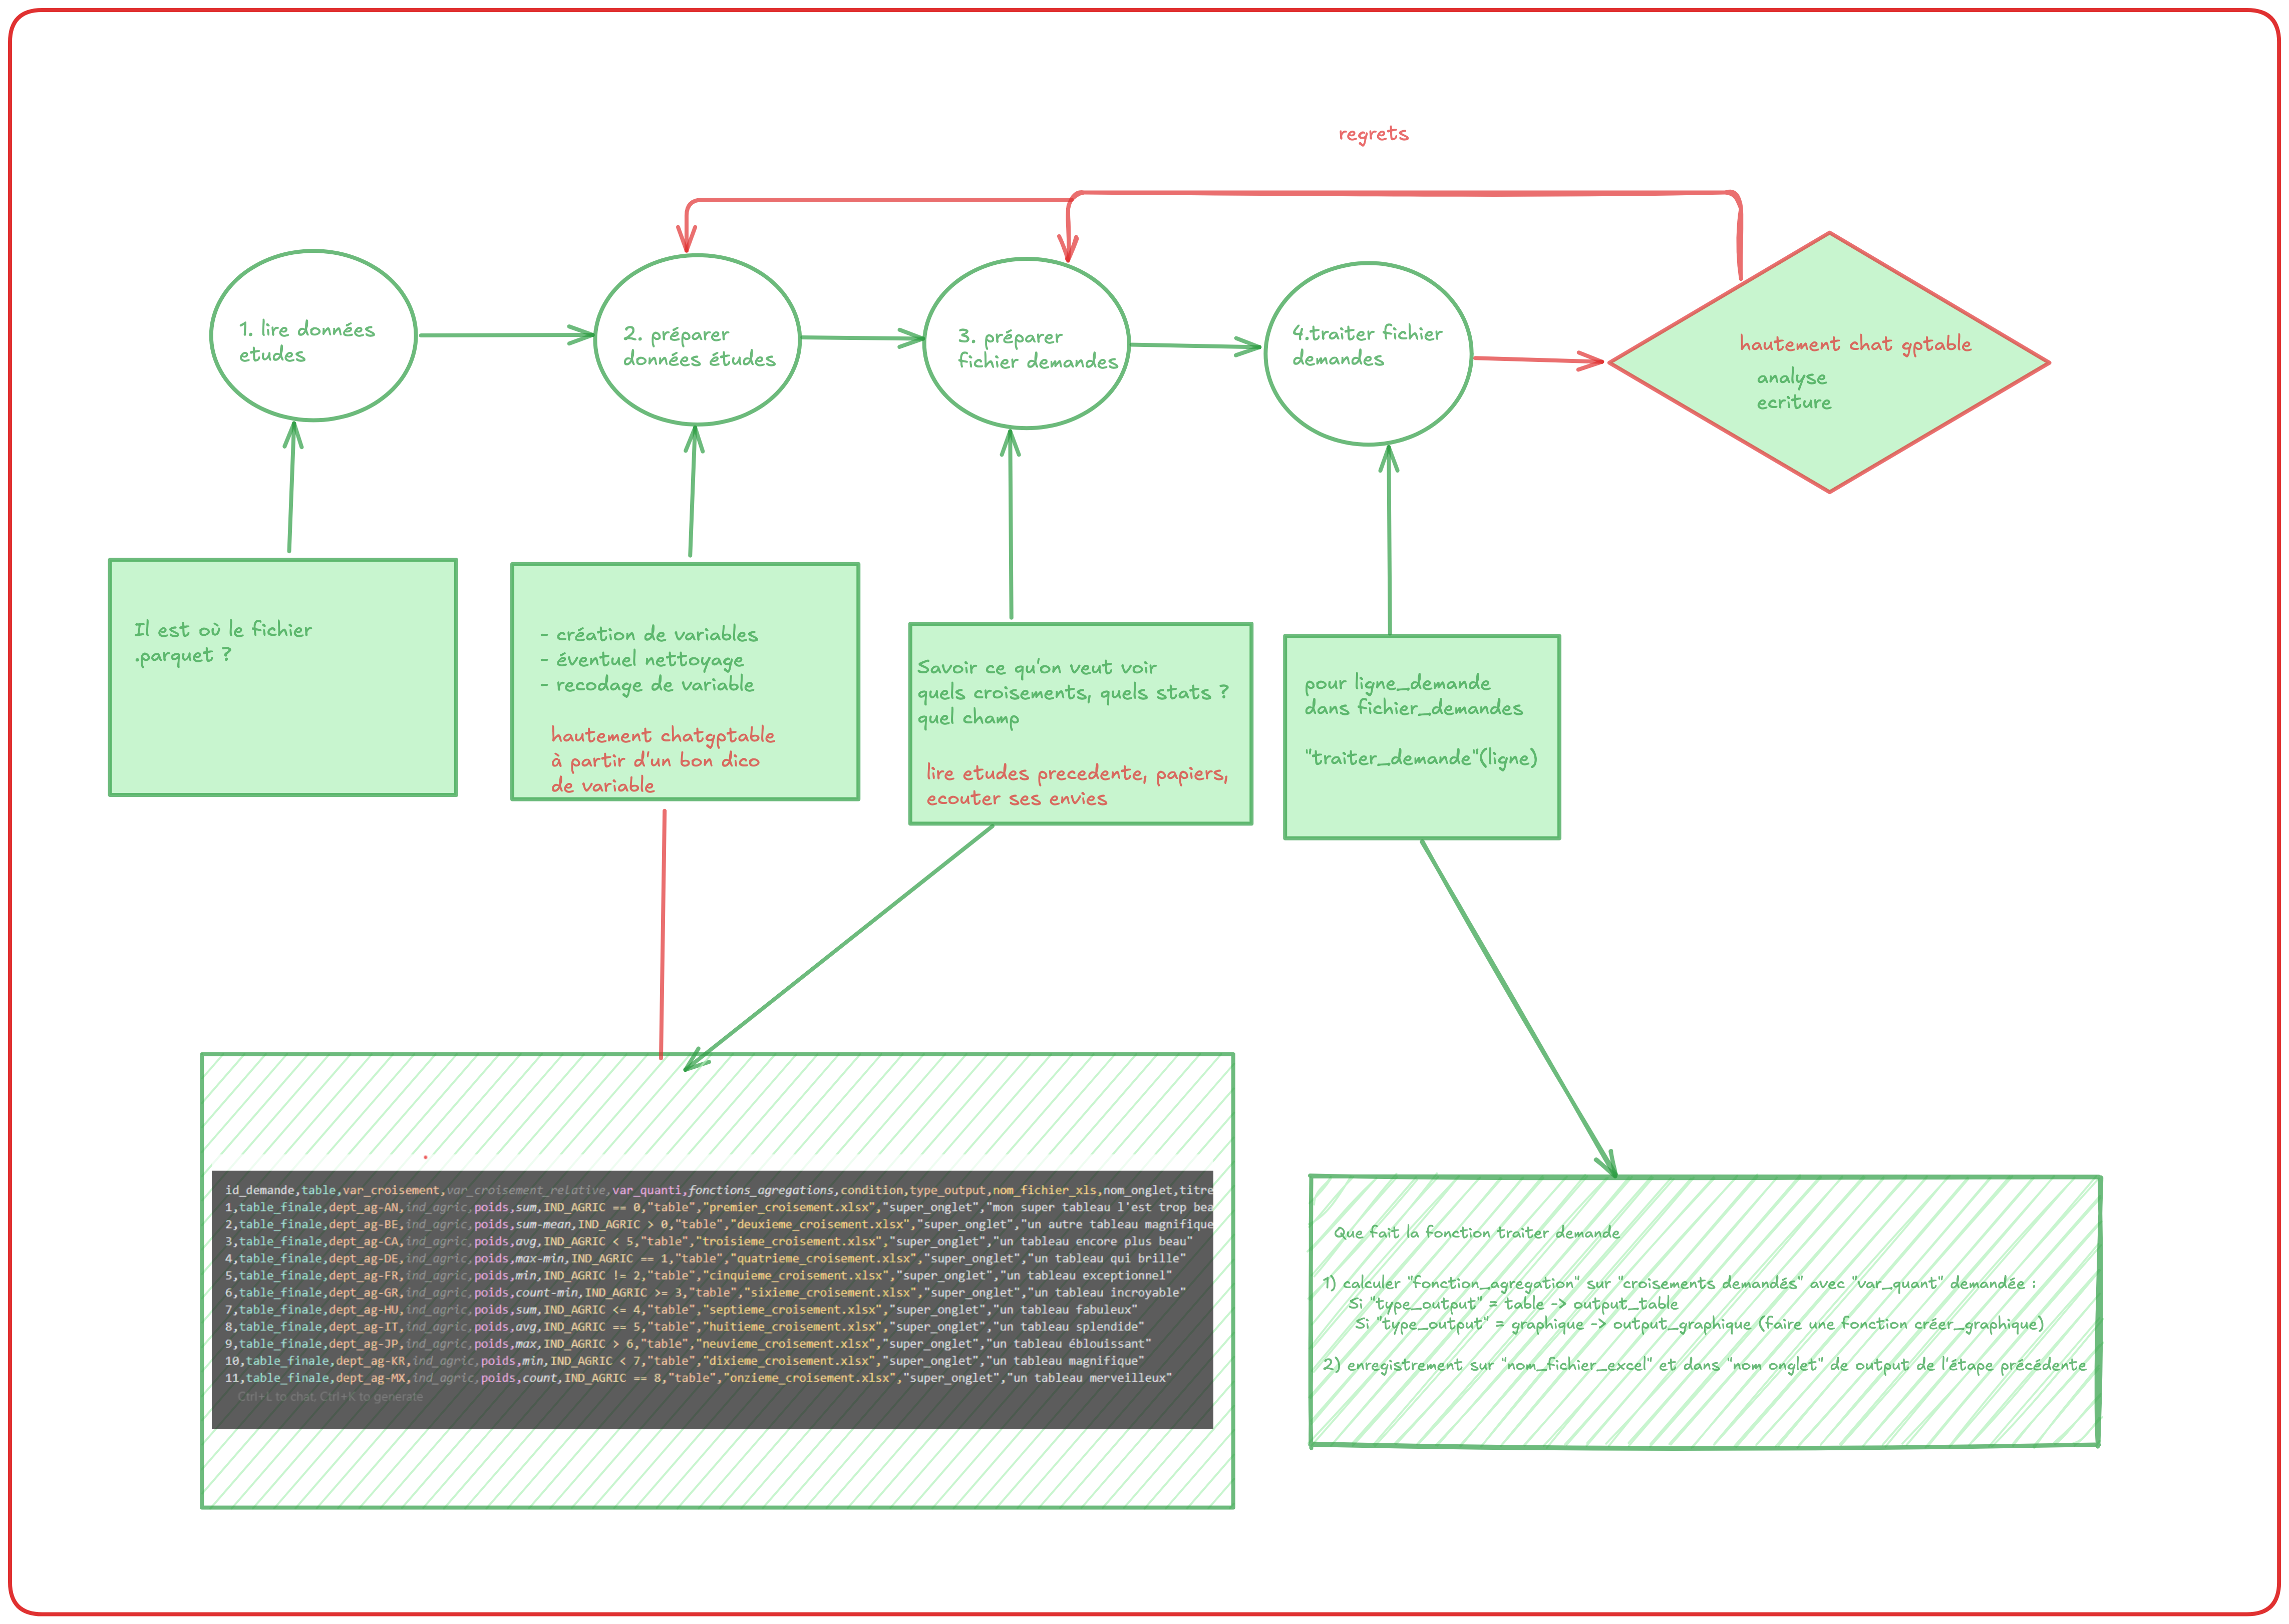 regrets
1. lire données
etudes
2. préparer
données études
3. préparer
fichier demandes
4.traiter fichier
demandes
hautement chat gptable
analyse
ecriture
Il est où le fichier
.parquet ?
- création de variables
- éventuel nettoyage
- recodage de variable
hautement chatgptable
à partir d'un bon dico
de variable
Savoir ce qu'on veut voir
quels croisements, quels stats ?
quel champ
lire etudes precedente, papiers,
ecouter ses envies
pour ligne_demande
dans fichier_demandes
"traiter_demande"(ligne)
id_demande,table,var_croisement,var_croisement_relative,var_quanti,fonctions_agregations,condition,type_output,nom_fichier_xls,nom_onglet,titre
1,table_finale,dept_ag-AN,ind_agric,poids,sum,IND_AGRIC == 0,"table","premier_croisement.xlsx","super_onglet","mon super tableau l'est trop bea
2,table_finale,dept_ag-BE,ind_agric,poids,sum-mean,IND_AGRIC > 0,"table","deuxieme_croisement.xlsx","super_onglet","un autre tableau magnifique
3,table_finale,dept_ag-CA,ind_agric,poids,avg,IND_AGRIC < 5,"table","troisieme_croisement.xlsx","super_onglet","un tableau encore plus beau"
4,table_finale,dept_ag-DE,ind_agric,poids,max-min,IND_AGRIC == 1,"table","quatrieme_croisement.xlsx","super_onglet","un tableau qui brille"
5,table_finale,dept_ag-FR,ind_agric,poids,min,IND_AGRIC != 2,"table","cinquieme_croisement.xlsx","super_onglet","un tableau exceptionnel"
6,table_finale,dept_ag-GR,ind_agric,poids,count-min,IND_AGRIC >= 3,"table","sixieme_croisement.xlsx","super_onglet","un tableau incroyable"
7,table_finale,dept_ag-HU,ind_agric,poids,sum,IND_AGRIC <= 4,"table","septieme_croisement.xlsx","super_onglet","un tableau fabuleux"
8,table_finale,dept_ag-IT,ind_agric,poids,avg,IND_AGRIC == 5,"table","huitieme_croisement.xlsx","super_onglet","un tableau splendide"
9,table_finale,dept_ag-JP,ind_agric,poids,max,IND_AGRIC > 6,"table","neuvieme_croisement.xlsx","super_onglet","un tableau éblouissant"
10,table_finale,dept_ag-KR,ind_agric,poids,min,IND_AGRIC < 7,"table","dixieme_croisement.xlsx","super_onglet","un tableau magnifique"
11,table_finale,dept_ag-MX,ind_agric,poids,count,IND_AGRIC == 8,"table","onzieme_croisement.xlsx","super_onglet","un tableau merveilleux"
Ctrl+L to chat, Ctrl+K to generate
Que fait la fonction traiter demande
1) calculer "fonction_agregation" sur "croisements demandés" avec "var_quant" demandée :
Si "type_output" = table -> output_table
Si "type_output" = graphique -> output_graphique (faire une fonction créer_graphique)
2) enregistrement sur "nom_fichier_excel" et dans "nom onglet" de output de l'étape précédente